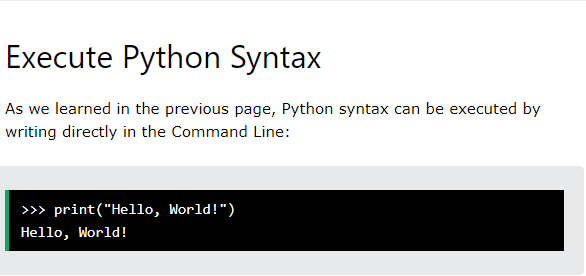 Execute Python Syntax
As we learned in the previous page, Python syntax can be executed by
writing directly in the Command Line:
>>> print("Hello, World!")
Hello, World!